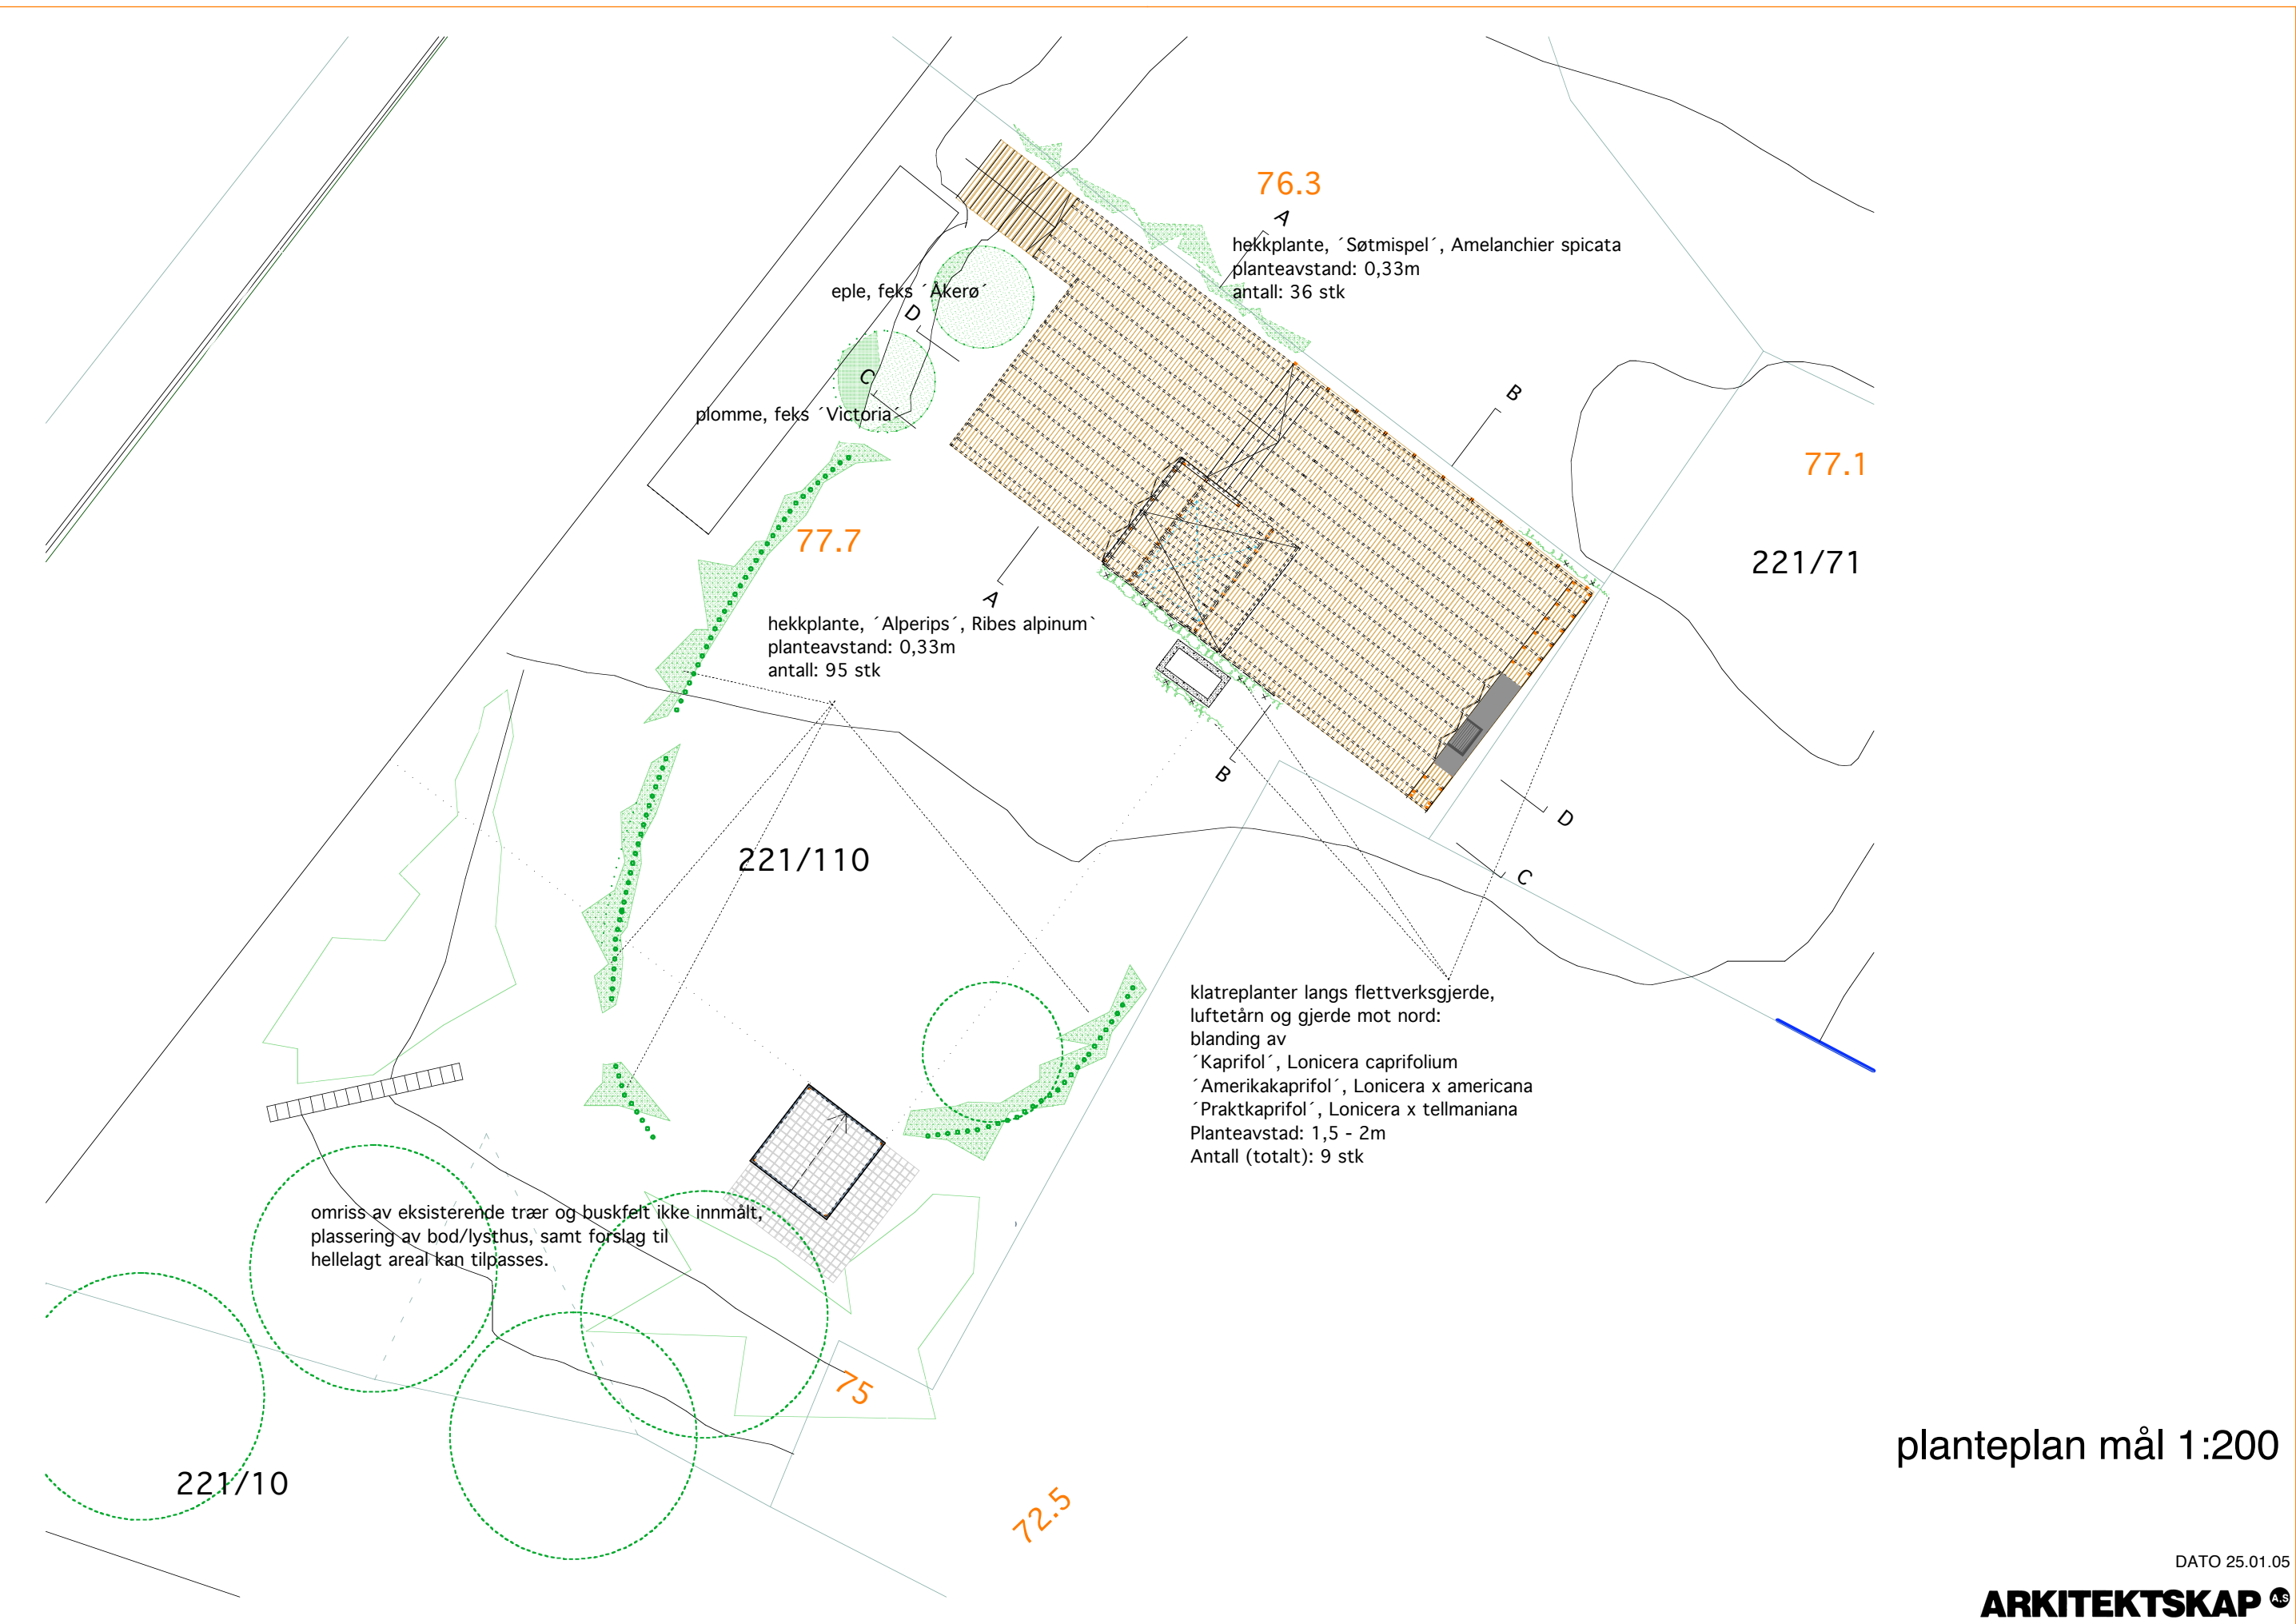 76.3
A
hekkplante, ´Søtmispel´, Amelanchier spicata
planteavstand: 0,33m
antall: 36 stk
eple, feks ´Åkerø´
D
C
plomme, feks ´Victoria´
B
77.1
77.7
221/71
A
hekkplante, ´Alperips´, Ribes alpinum`
planteavstand: 0,33m
antall: 95 stk
B
D
221/110
C
klatreplanter langs flettverksgjerde,
luftetårn og gjerde mot nord:
blanding av
´Kaprifol´, Lonicera caprifolium
´Amerikakaprifol´, Lonicera x americana
´Praktkaprifol´, Lonicera x tellmaniana
Planteavstad: 1,5 - 2m
Antall (totalt): 9 stk
omriss av eksisterende trær og buskfelt ikke innmålt,
plassering av bod/lysthus, samt forslag til
hellelagt areal kan tilpasses.
75
221/10
72.5
planteplan mål 1:200
DATO 25.01.05
ARKITEKTSKAP A.S